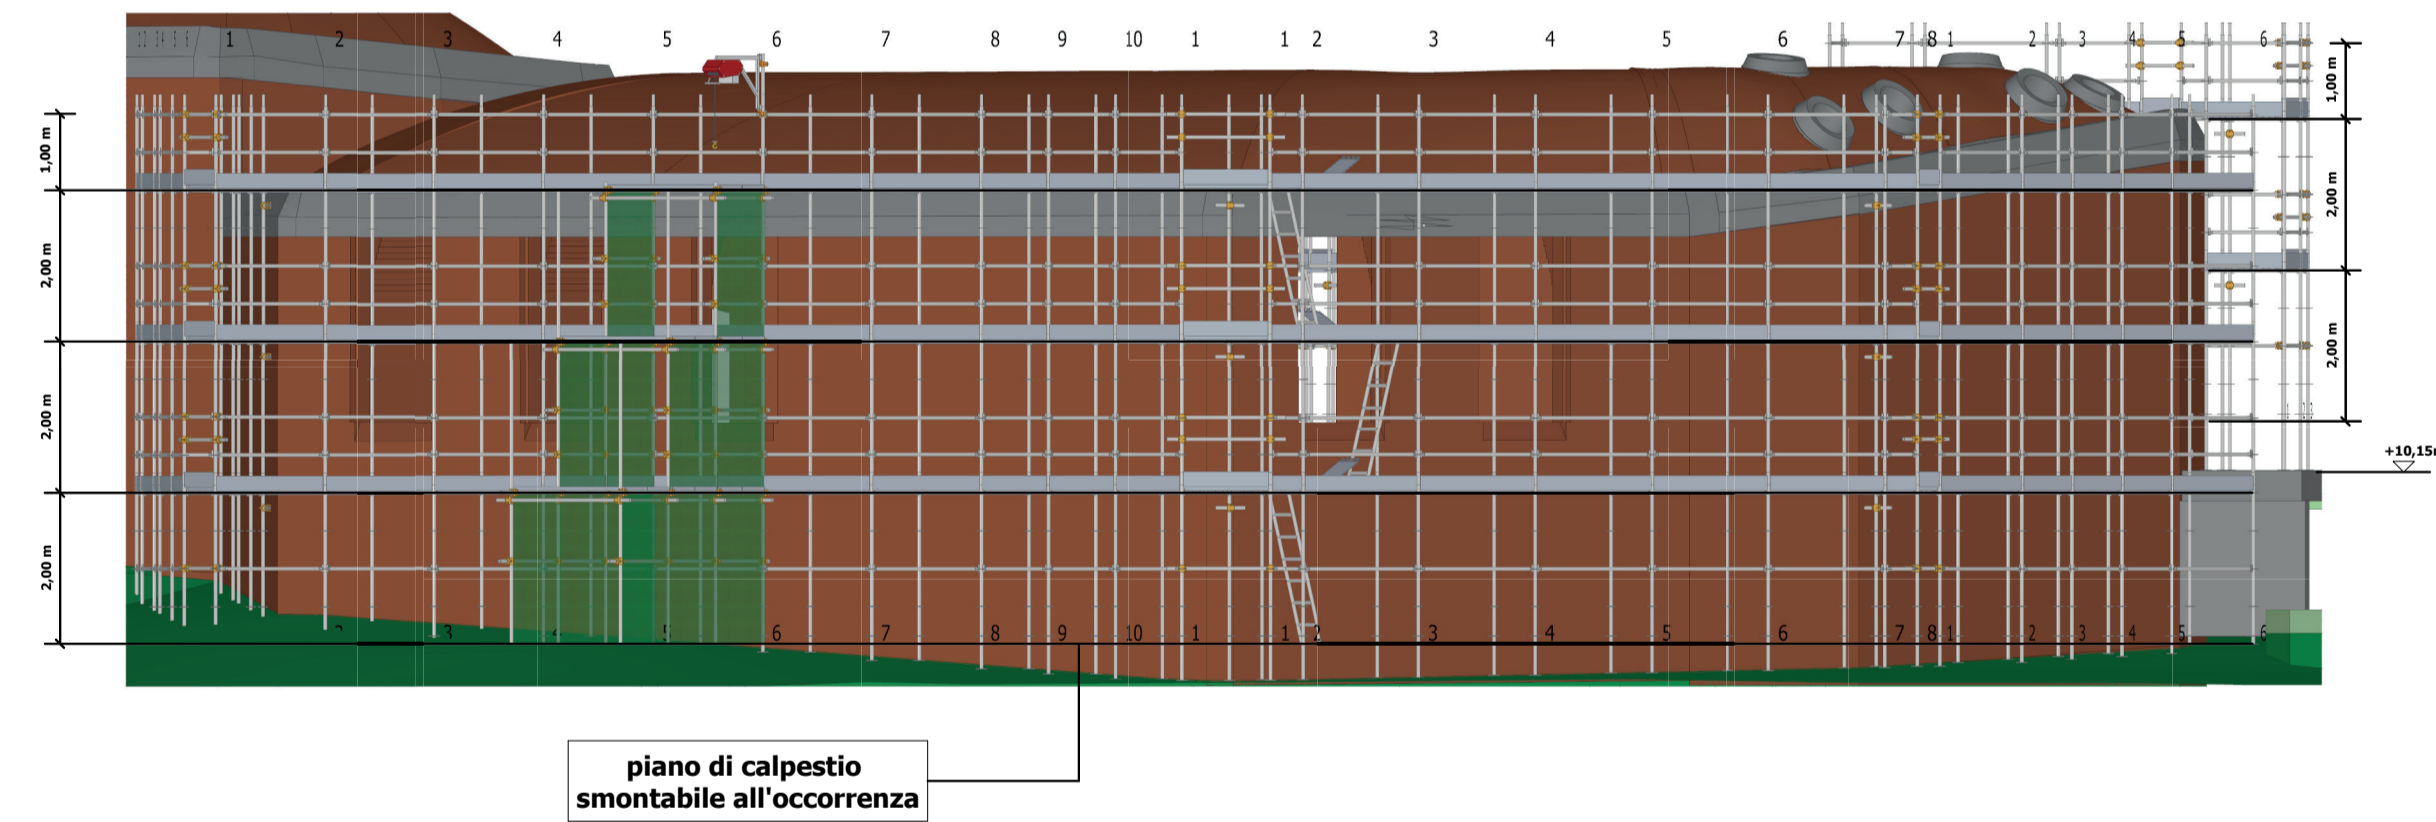 1 2 3 4 5 6 7 8 9 10 1 1 2 3 4 5 6 7 8 1 2 3 4 5 6
1,00 m
1,00 m
2
2,00 m
2,00 m
2,00 m
2,00 m
+10,15
2,00 m
2 3 4 5 6 7 8 9 10 1 1 2 3 4 5 6 7 8 1 2 3 4 5 6
piano di calpestio
smontabile all'occorrenza